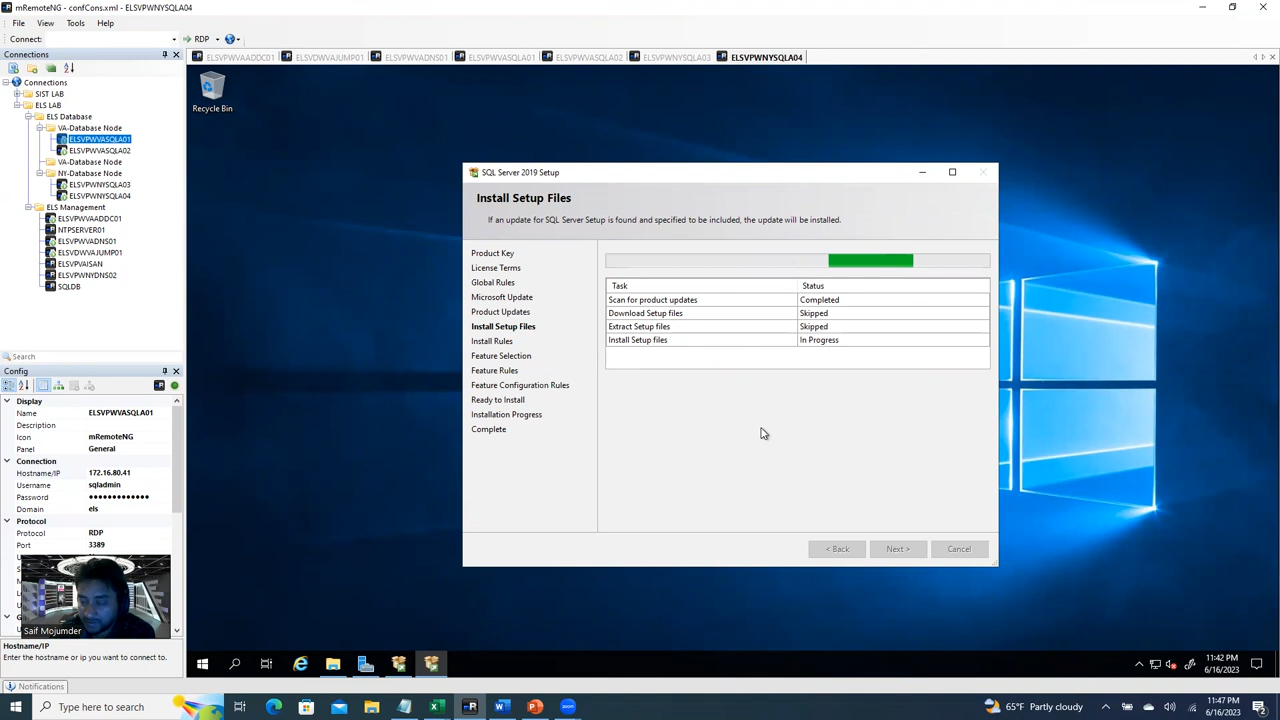 mRemoteNG - confCons.xml - ELSVPWNYSQLA04
File View Tools Help
Connect: RDP
Connections
ELSVPWVAADDC01 ELSVDWVAJUMP01 ELSVPWVADNS01 ELSVPWVASQLA01 ELSVPWVASQLA02 ELSVPWNYSQLA03 ELSVPWNYSQLA04
Connections
SIST LAB
ELS LAB
ELS Database
VA-Database Node
ELSVPWVASQLA01
ELSVPWVASQLA02
VA-Database Node
NY-Database Node
ELSVPWNYSQLA03
ELSVPWNYSQLA04
ELS Management
ELSVPWVAADDC01
NTPSERVER01
ELSVPWVADNS01
ELSVDWVAJUMP01
ELSVPVAISAN
ELSVPWNYDNS02
SQLDB
Search
Config
Display
Name ELSVPWVASQLA01
Description
Icon mRemoteNG
Panel General
Connection
Hostname/IP 172.16.80.41
Username sqladmin
Password ●●●●●●●●●●●●●
Domain els
Protocol
Protocol RDP
Port 3389
Saif Mojumder
Hostname/IP
Enter the hostname or ip you want to connect to.
Notifications
Recycle Bin
SQL Server 2019 Setup
Install Setup Files
If an update for SQL Server Setup is found and specified to be included, the update will be installed.
Product Key
License Terms
Global Rules
Microsoft Update
Product Updates
Install Setup Files
Install Rules
Feature Selection
Feature Rules
Feature Configuration Rules
Ready to Install
Installation Progress
Complete
Task Status
Scan for product updates Completed
Download Setup files Skipped
Extract Setup files Skipped
Install Setup files In Progress
< Back Next > Cancel
11:42 PM
6/16/2023
Type here to search
65°F Partly cloudy
11:47 PM
6/16/2023
2